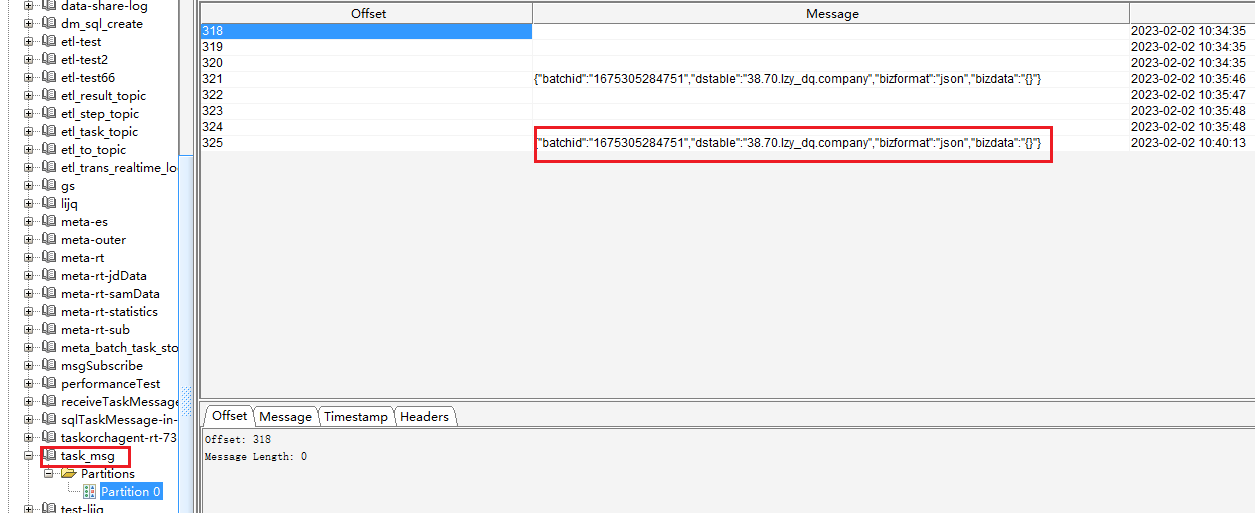 data-share-log
dm_sql_create
etl-test
etl-test2
etl-test66
etl_result_topic
etl_step_topic
etl_task_topic
etl_to_topic
etl_trans_realtime_lo
gs
lijq
meta-es
meta-outer
meta-rt
meta-rt-jdData
meta-rt-samData
meta-rt-statistics
meta-rt-sub
meta_batch_task_sto
msgSubscribe
performanceTest
receiveTaskMessage
sqlTaskMessage-in-
taskorchagent-rt-73
task_msg
Partitions
Partition 0
test-lijq
Offset Message
318 2023-02-02 10:34:35
319 2023-02-02 10:34:35
320 2023-02-02 10:34:35
321 {"batchid":"1675305284751","dstable":"38.70.lzy_dq.company","bizformat":"json","bizdata":"{}"} 2023-02-02 10:35:46
322 2023-02-02 10:35:47
323 2023-02-02 10:35:48
324 2023-02-02 10:35:48
325 {"batchid":"1675305284751","dstable":"38.70.lzy_dq.company","bizformat":"json","bizdata":"{}"} 2023-02-02 10:40:13
Offset Message Timestamp Headers
Offset: 318
Message Length: 0